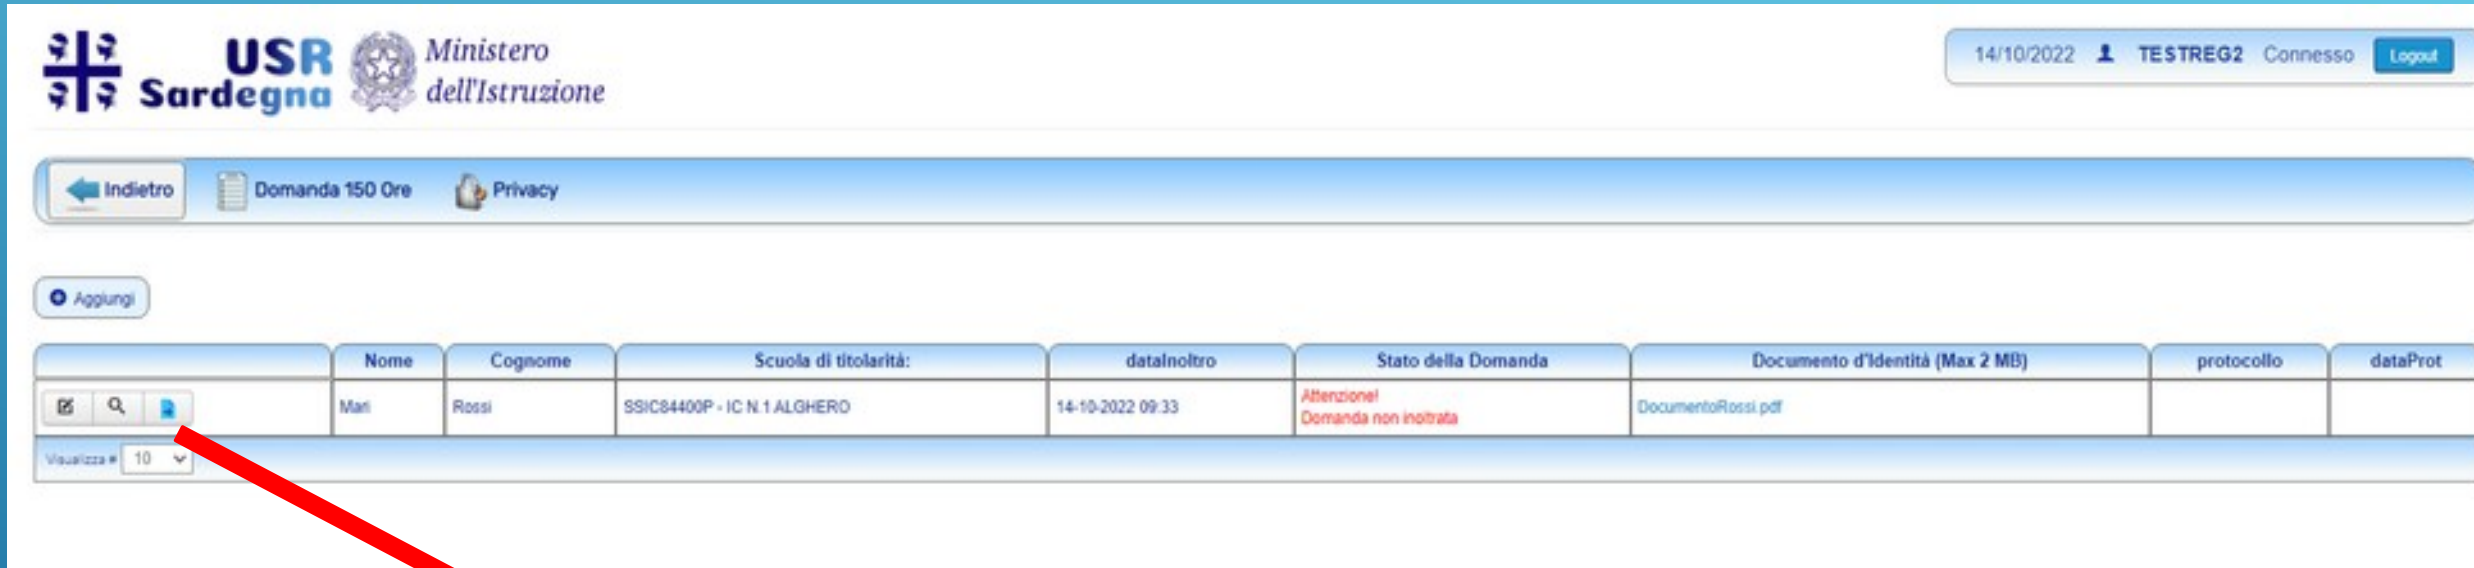 USR
Sardegna
Ministero
dell'Istruzione
14/10/2022 TESTREG2 Connesso Logout
Indietro Domanda 150 Ore Privacy
Aggiungi
Nome Cognome Scuola di titolarità: dataInoltro Stato della Domanda Documento d'Identità (Max 2 MB) protocollo dataProt
Mari Rossi SSIC84400P - IC N.1 ALGHERO 14-10-2022 09:33 Attenzione!
Domanda non inoltrata DocumentoRossi.pdf
Visualizza # 10